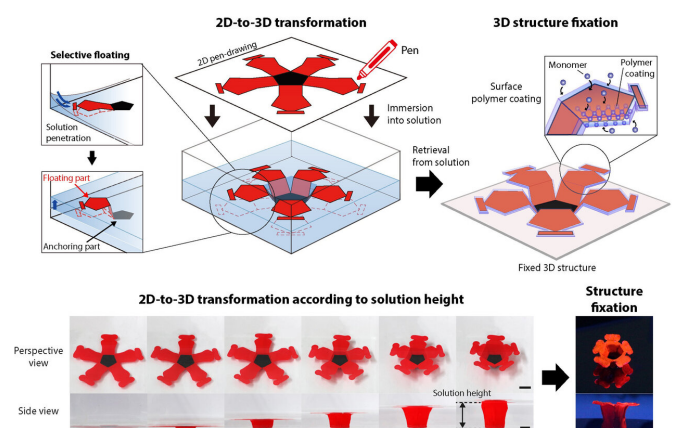 2D-to-3D transformation
3D structure fixation
Selective floating
Solution
penetration
Floating part
Anchoring part
2D pen-drawing
Pen
Immersion
into solution
Retrieval
from solution
Monomer
Polymer
coating
Surface
polymer coating
Fixed 3D structure
2D-to-3D transformation according to solution height
Structure
fixation
Perspective
view
Side view
Solution height